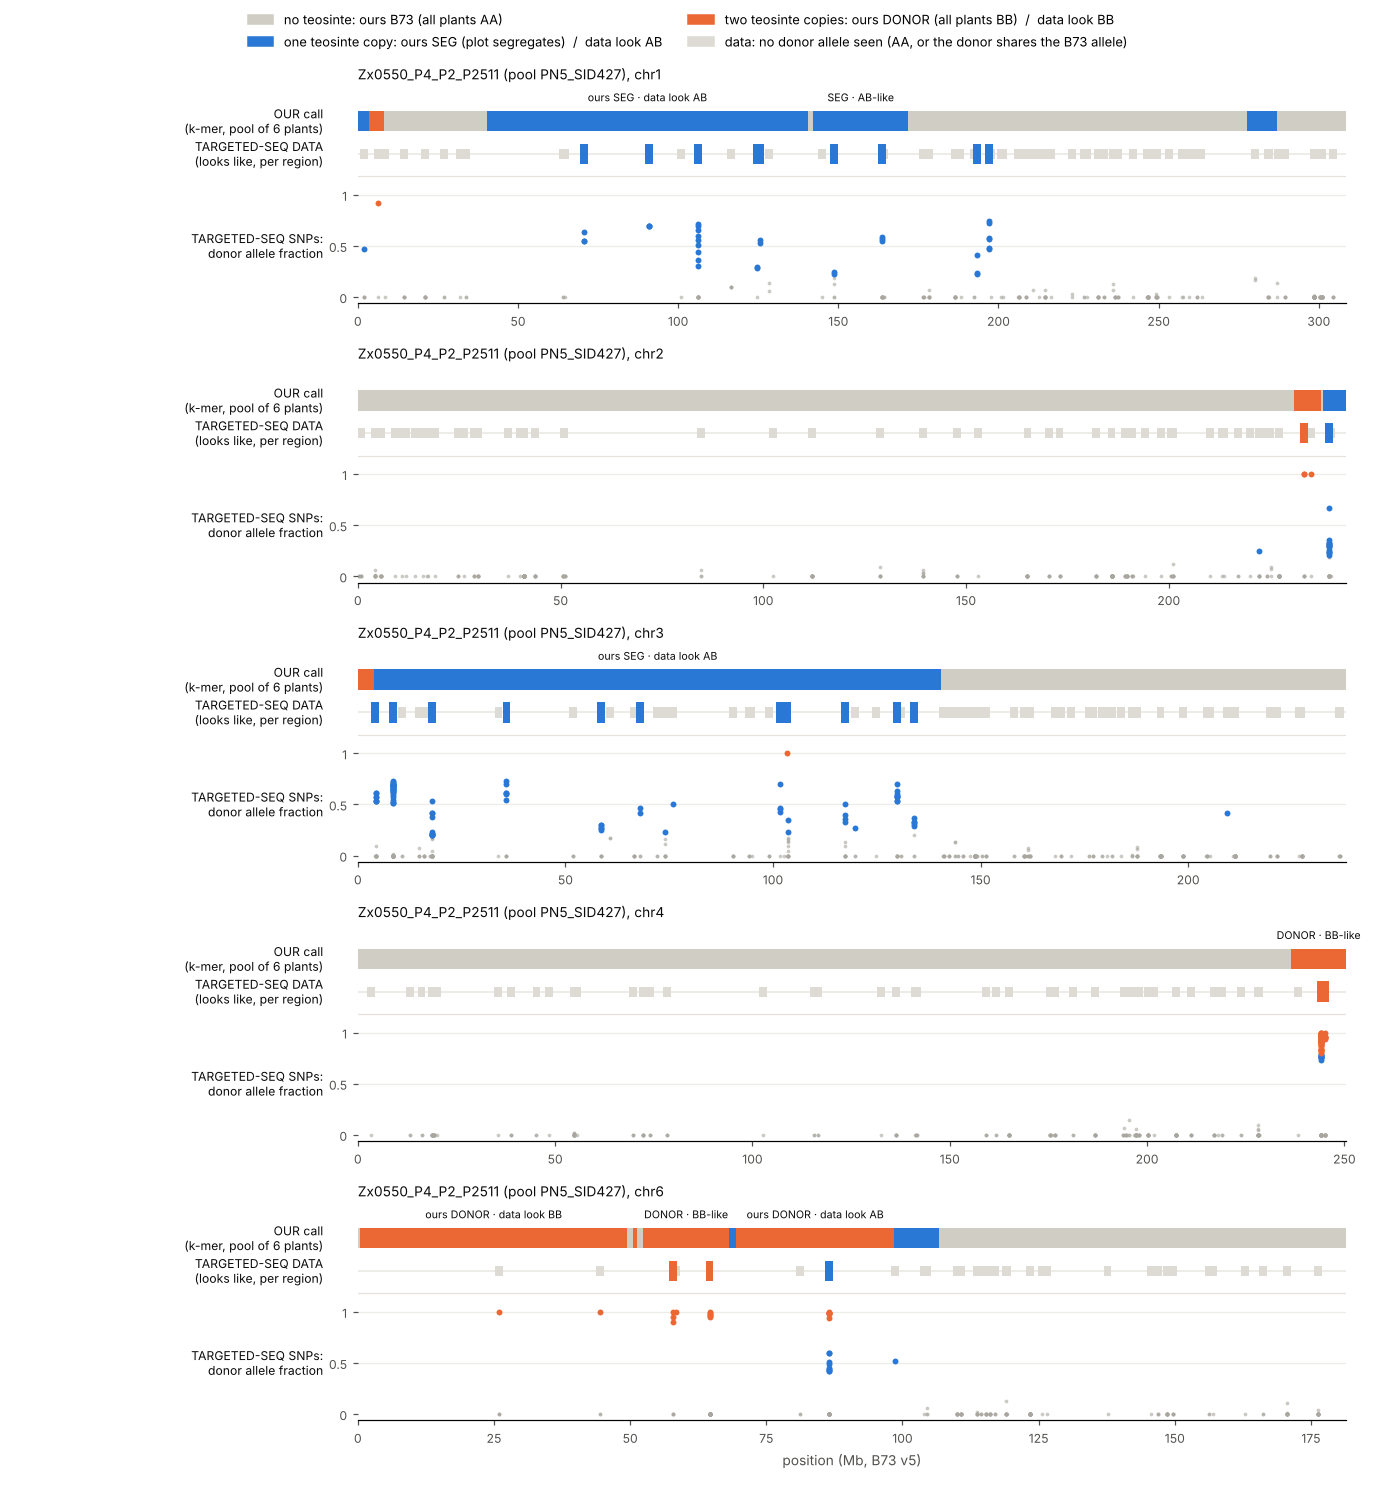 no teosinte: ours B73 (all plants AA)
two teosinte copies: ours DONOR (all plants BB)  /  data look BB
one teosinte copy: ours SEG (plot segregates)  /  data look AB
data: no donor allele seen (AA, or the donor shares the B73 allele)
Zx0550_P4_P2_P2511 (pool PN5_SID427), chr1
ours SEG · data look AB
SEG · AB-like
OUR call
(k-mer, pool of 6 plants)
TARGETED-SEQ DATA
(looks like, per region)
1
TARGETED-SEQ SNPs:
donor allele fraction
0.5
0
0 50 100 150 200 250 300
Zx0550_P4_P2_P2511 (pool PN5_SID427), chr2
OUR call
(k-mer, pool of 6 plants)
TARGETED-SEQ DATA
(looks like, per region)
1
TARGETED-SEQ SNPs:
donor allele fraction
0.5
0
0 50 100 150 200
Zx0550_P4_P2_P2511 (pool PN5_SID427), chr3
ours SEG · data look AB
OUR call
(k-mer, pool of 6 plants)
TARGETED-SEQ DATA
(looks like, per region)
1
TARGETED-SEQ SNPs:
donor allele fraction
0.5
0
0 50 100 150 200
Zx0550_P4_P2_P2511 (pool PN5_SID427), chr4
DONOR · BB-like
OUR call
(k-mer, pool of 6 plants)
TARGETED-SEQ DATA
(looks like, per region)
1
TARGETED-SEQ SNPs:
donor allele fraction
0.5
0
0 50 100 150 200 250
Zx0550_P4_P2_P2511 (pool PN5_SID427), chr6
ours DONOR · data look BB
DONOR · BB-like
ours DONOR · data look AB
OUR call
(k-mer, pool of 6 plants)
TARGETED-SEQ DATA
(looks like, per region)
1
TARGETED-SEQ SNPs:
donor allele fraction
0.5
0
0 25 50 75 100 125 150 175
position (Mb, B73 v5)